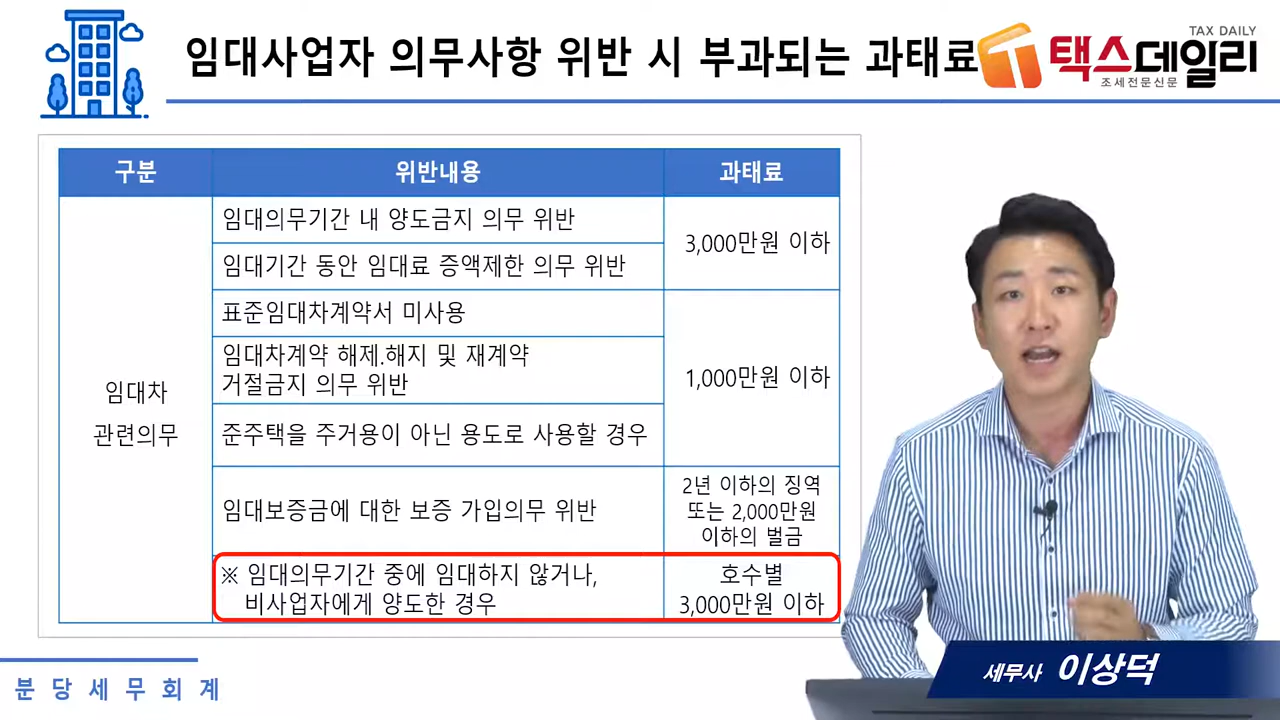 임대사업자 의무사항 위반 시 부과되는 과태료
TAX DAILY
택스데일리
조세전문신문
구분
위반내용
과태료
임대차
관련의무
임대의무기간 내 양도금지 의무 위반
임대기간 동안 임대료 증액제한 의무 위반
3,000만원 이하
표준임대차계약서 미사용
임대차계약 해제.해지 및 재계약
거절금지 의무 위반
준주택을 주거용이 아닌 용도로 사용할 경우
1,000만원 이하
임대보증금에 대한 보증 가입의무 위반
2년 이하의 징역
또는 2,000만원
이하의 벌금
※ 임대의무기간 중에 임대하지 않거나,
비사업자에게 양도한 경우
호수별
3,000만원 이하
분당세무회계
세무사 이상덕